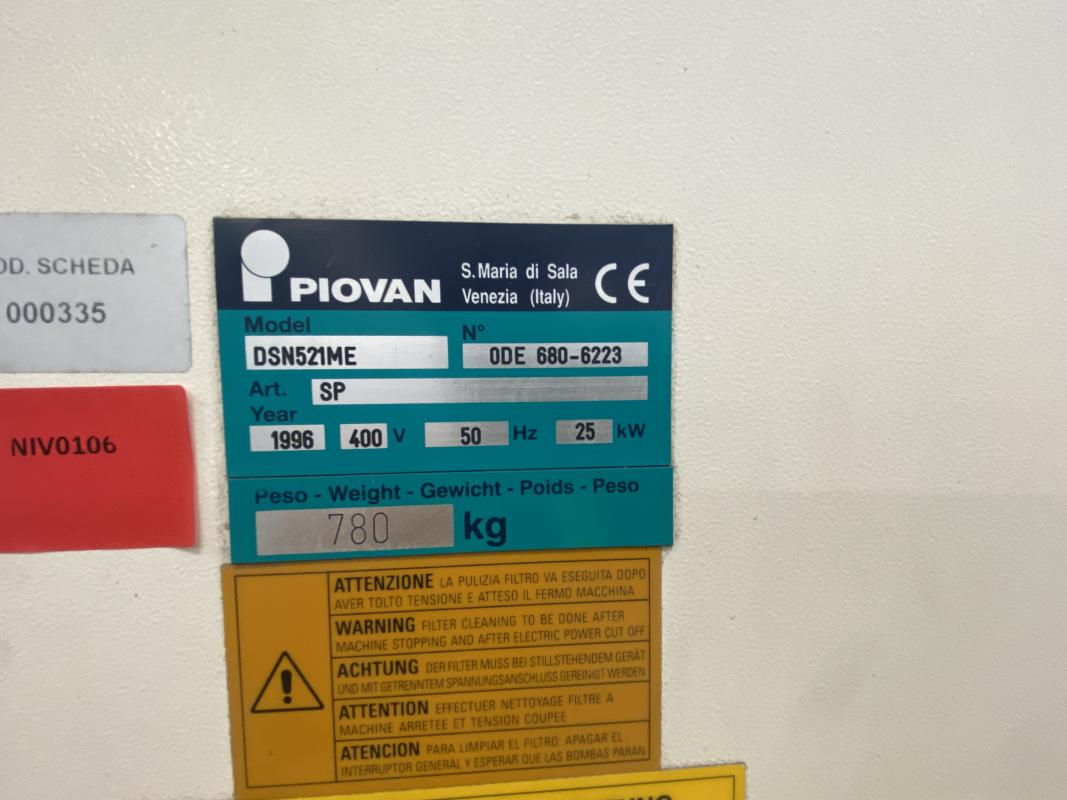 SCHEDA
000335
NIV0106
PIOVAN
S. Maria di Sala
Venezia (Italy)
CE
Model
N°
DSN521ME
ODE 680-6223
Art. SP
Year
1996 400 V 50 Hz 25 kW
Peso - Weight - Gewicht - Poids - Peso
780 kg
ATTENZIONE LA PULIZIA FILTRO VA ESEGUITA DOPO
AVER TOLTO TENSIONE E ATTESO IL FERMO MACCHINA
WARNING FILTER CLEANING TO BE DONE AFTER
MACHINE STOPPING AND AFTER ELECTRIC POWER CUT OFF
ACHTUNG DER FILTER MUSS BEI STILLSTEHENDEM GERÄT
UND MIT GETRENNTEM SPANNUNGSANSCHLUSS GEREINIGT WERDEN
ATTENTION EFFECTUER NETTOYAGE FILTRE A
MACHINE ARRETEE ET TENSION COUPEE
ATENCION PARA LIMPIAR EL FILTRO. APAGAR EL
INTERRUPTOR GENERAL Y ESPERAR QUE LAS BOMBAS PARAN